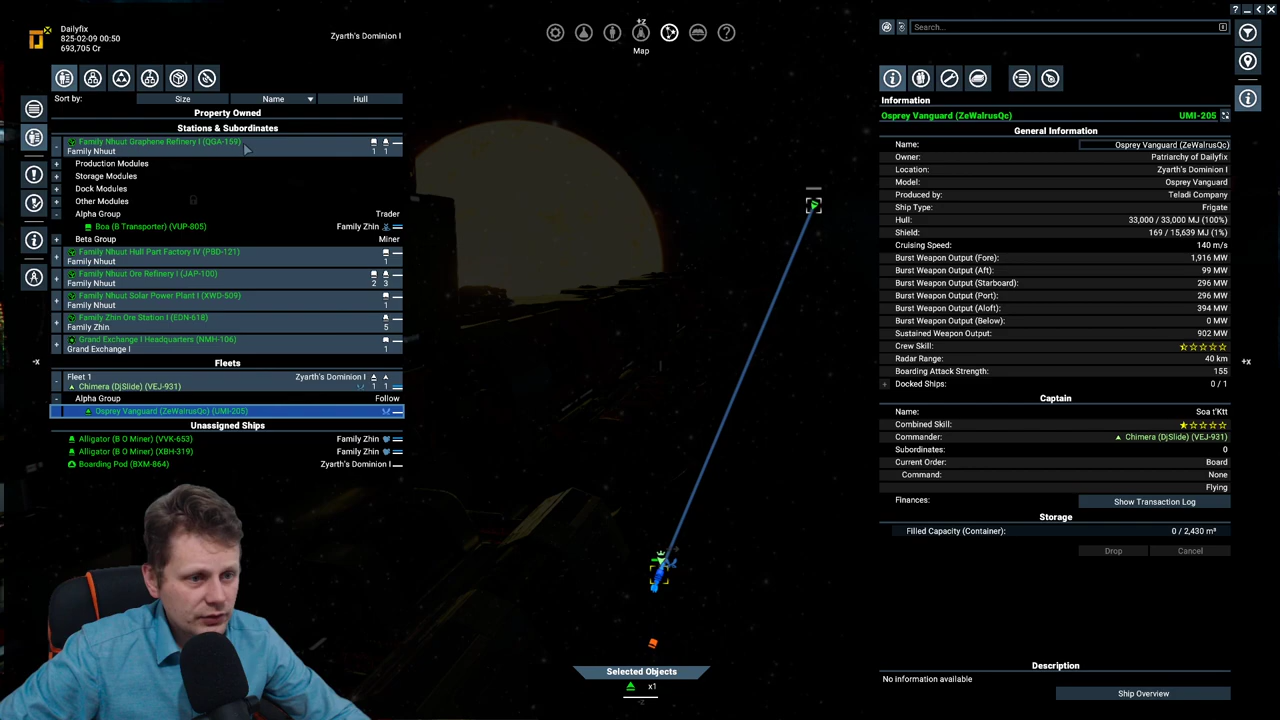 Dailyfix
825-02-09 00:50
693,705 Cr
Zyarth's Dominion I
+z
Map
Search...
Sort by:
Size
Name
Hull
Property Owned
Stations & Subordinates
- Family Nhuut Graphene Refinery I (QGA-159)
Family Nhuut 1 1
+ Production Modules
+ Storage Modules
+ Dock Modules
+ Other Modules
- Alpha Group Trader
Boa (B Transporter) (VUP-805) Family Zhin
+ Beta Group Miner
+ Family Nhuut Hull Part Factory IV (PBD-121)
Family Nhuut 1
+ Family Nhuut Ore Refinery I (JAP-100)
Family Nhuut 2 3
+ Family Nhuut Solar Power Plant I (XWD-509)
Family Nhuut 1
+ Family Zhin Ore Station I (EDN-618)
Family Zhin 5
+ Grand Exchange I Headquarters (NMH-106)
Grand Exchange I 1
Fleets
- Fleet 1 Zyarth's Dominion I
Chimera (DjSlide) (VEJ-931) 1 1
- Alpha Group Follow
Osprey Vanguard (ZeWalrusQc) (UMI-205)
Unassigned Ships
Alligator (B O Miner) (VVK-653) Family Zhin
Alligator (B O Miner) (XBH-319) Family Zhin
Boarding Pod (BXM-864) Zyarth's Dominion I
-x
+x
Selected Objects
x1
-z
Information
Osprey Vanguard (ZeWalrusQc) UMI-205
General Information
Name: Osprey Vanguard (ZeWalrusQc)
Owner: Patriarchy of Dailyfix
Location: Zyarth's Dominion I
Model: Osprey Vanguard
Produced by: Teladi Company
Ship Type: Frigate
Hull: 33,000 / 33,000 MJ (100%)
Shield: 169 / 15,639 MJ (1%)
Cruising Speed: 140 m/s
Burst Weapon Output (Fore): 1,916 MW
Burst Weapon Output (Aft): 99 MW
Burst Weapon Output (Starboard): 296 MW
Burst Weapon Output (Port): 296 MW
Burst Weapon Output (Aloft): 394 MW
Burst Weapon Output (Below): 0 MW
Sustained Weapon Output: 902 MW
Crew Skill:
Radar Range: 40 km
Boarding Attack Strength: 155
+ Docked Ships: 0 / 1
Captain
Name: Soa t'Ktt
Combined Skill:
Commander: Chimera (DjSlide) (VEJ-931)
Subordinates: 0
Current Order: Board
Command: None
Flying
Finances: Show Transaction Log
Storage
Filled Capacity (Container): 0 / 2,430 m³
Drop Cancel
Description
No information available
Ship Overview